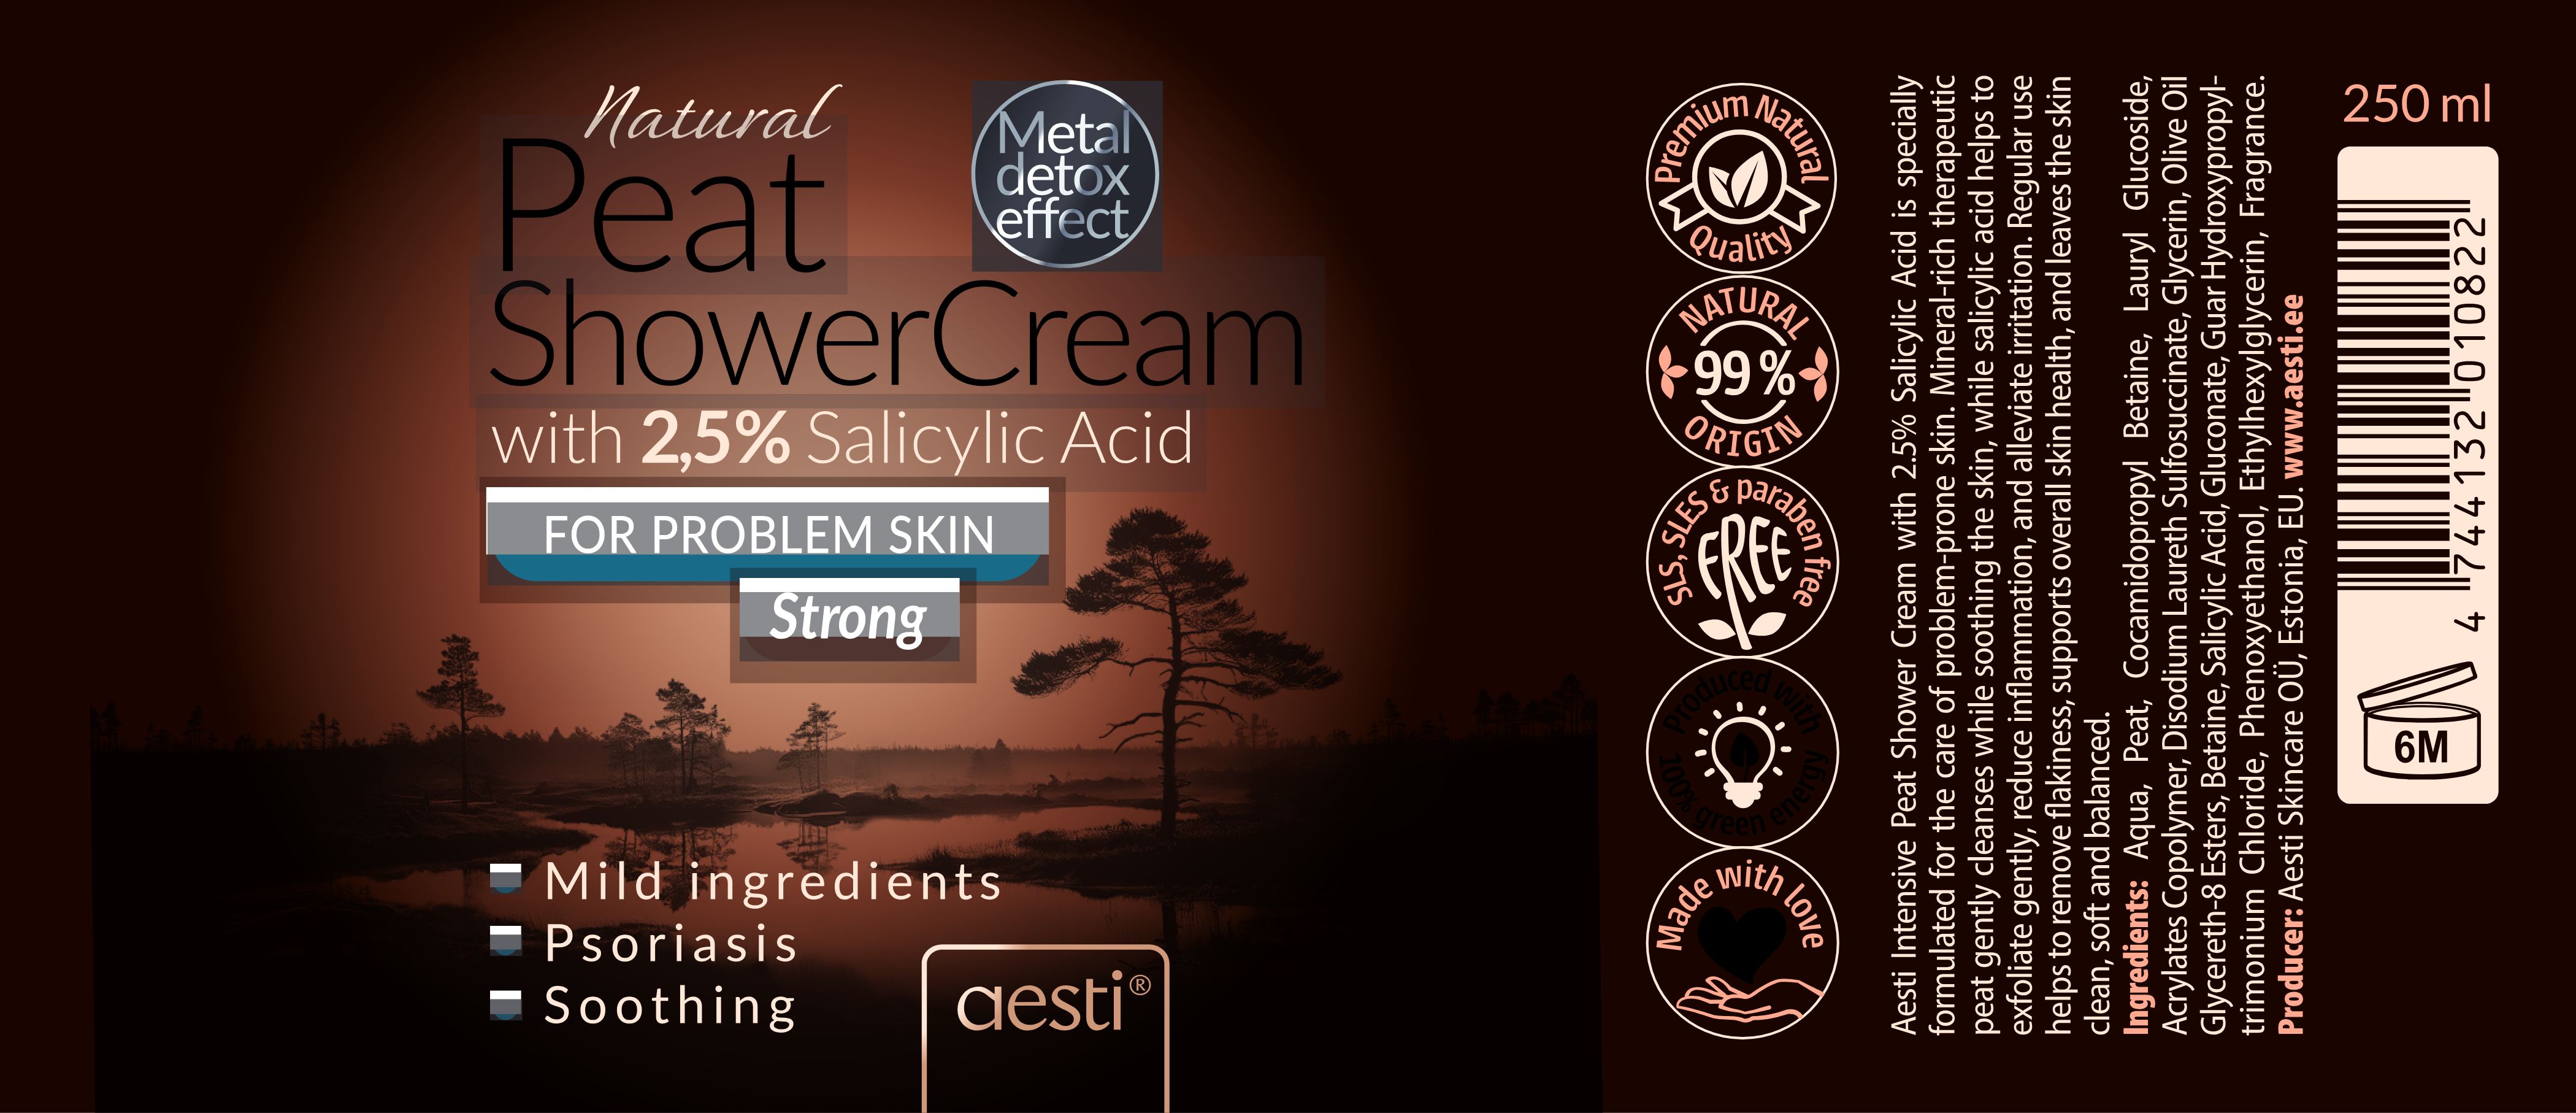 Natural
Peat
ShowerCream
with 2,5% Salicylic Acid
FOR PROBLEM SKIN
Strong
Metal
detox
effect
Mild ingredients
Psoriasis
Soothing
aesti®
Premium Natural
Quality
NATURAL
99 %
ORIGIN
SLS, SLES & paraben free
FREE
Produced with
100% green energy
Made with love
Aesti Intensive Peat Shower Cream with 2.5% Salicylic Acid is specially
formulated for the care of problem-prone skin. Mineral-rich therapeutic
peat gently cleanses while soothing the skin, while salicylic acid helps to
exfoliate gently, reduce inflammation, and alleviate irritation. Regular use
helps to remove flakiness, supports overall skin health, and leaves the skin
clean, soft and balanced.
Ingredients: Aqua, Peat, Cocamidopropyl Betaine, Lauryl Glucoside,
Acrylates Copolymer, Disodium Laureth Sulfosuccinate, Glycerin, Olive Oil
Glycereth-8 Esters, Betaine, Salicylic Acid, Gluconate, Guar Hydroxypropyl-
trimonium Chloride, Phenoxyethanol, Ethylhexylglycerin, Fragrance.
Producer: Aesti Skincare OÜ, Estonia, EU. www.aesti.ee
250 ml
4 744132 010822
6M